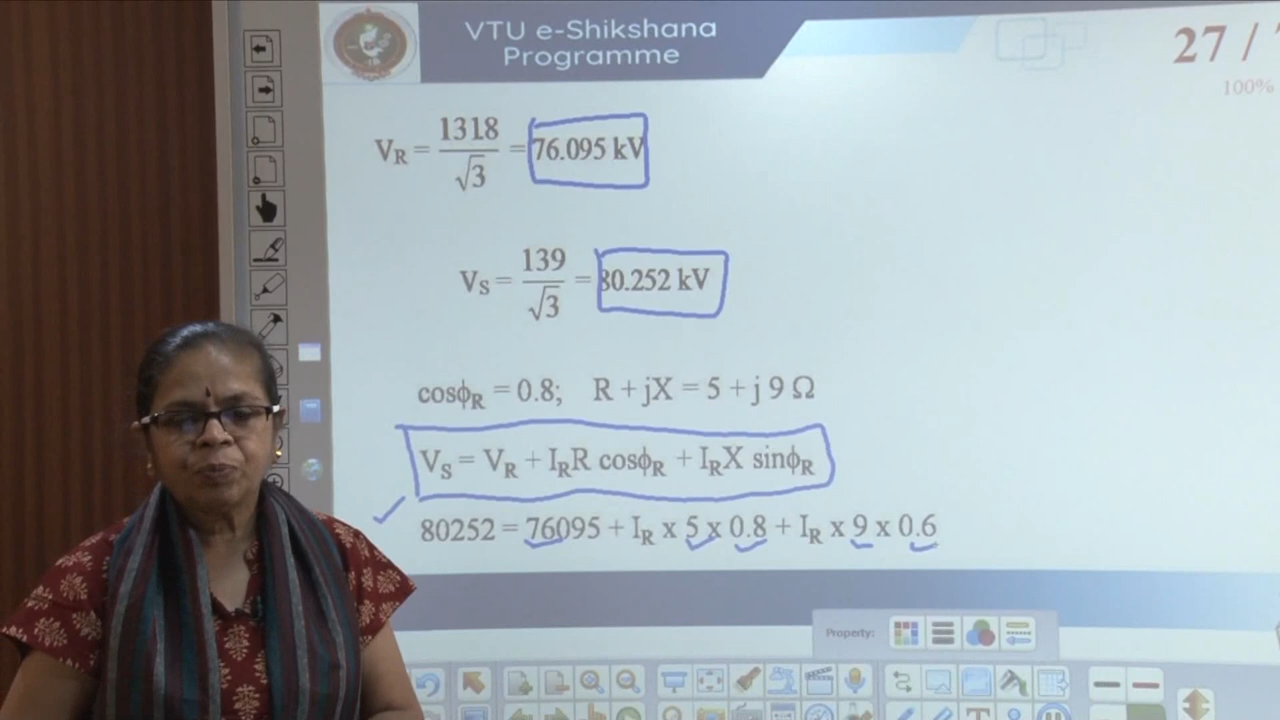 VTU e-Shikshana
Programme
27 /
100%
V_R = 1318/√3 = 76.095 kV
V_S = 139/√3 = 80.252 kV
cosϕ_R = 0.8; R + jX = 5 + j 9 Ω
V_S = V_R + I_R R cosϕ_R + I_R X sinϕ_R
80252 = 76095 + I_R x 5 x 0.8 + I_R x 9 x 0.6
Property: